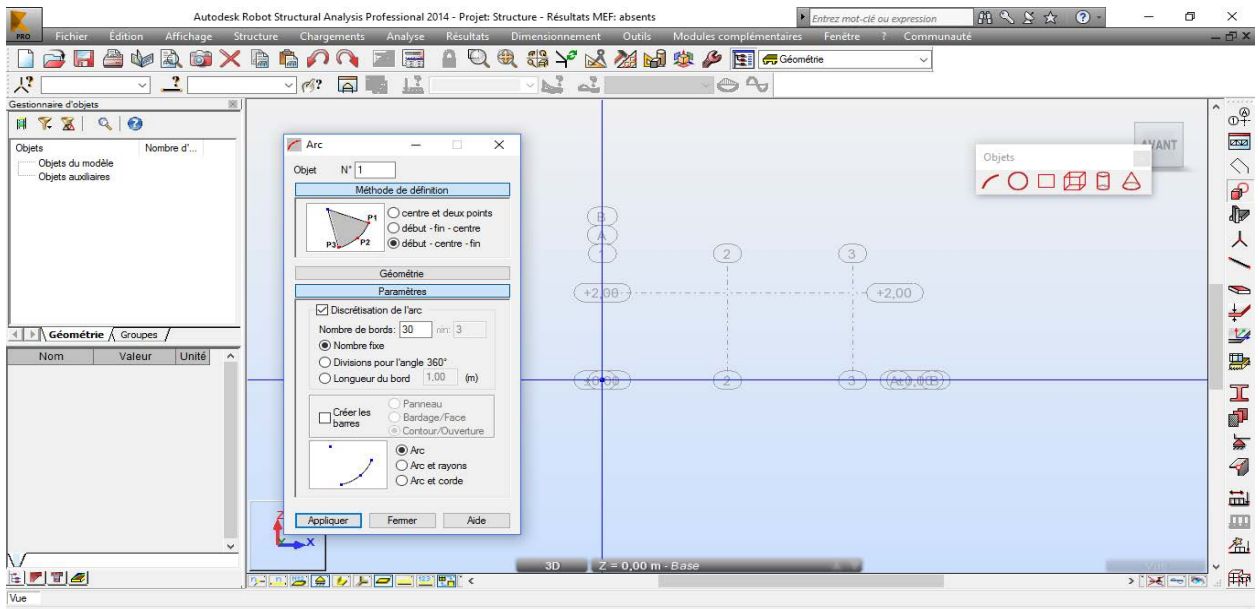 Autodesk Robot Structural Analysis Professional 2014 - Projet: Structure - Résultats MEF: absents
Entrez mot-clé ou expression
PRO
Fichier Édition Affichage Structure Chargements Analyse Résultats Dimensionnement Outils Modules complémentaires Fenêtre ? Communauté
Géométrie
Gestionnaire d'objets
Objets Nombre d'...
Objets du modèle
Objets auxiliaires
Géométrie Groupes
Nom Valeur Unité
Arc
Objet N° 1
Méthode de définition
P1
P2
P3
centre et deux points
début - fin - centre
début - centre - fin
Géométrie
Paramètres
Discrétisation de l'arc
Nombre de bords: 30 min: 3
Nombre fixe
Divisions pour l'angle 360°
Longueur du bord 1,00 (m)
Créer les barres
Panneau
Bardage/Face
Contour/Ouverture
Arc
Arc et rayons
Arc et corde
Appliquer Fermer Aide
Objets
AVANT
B
A
1 2 3
+2,00 +2,00
±0,00 2 3
Z
X
3D Z = 0,00 m - Base
Vue
Vue